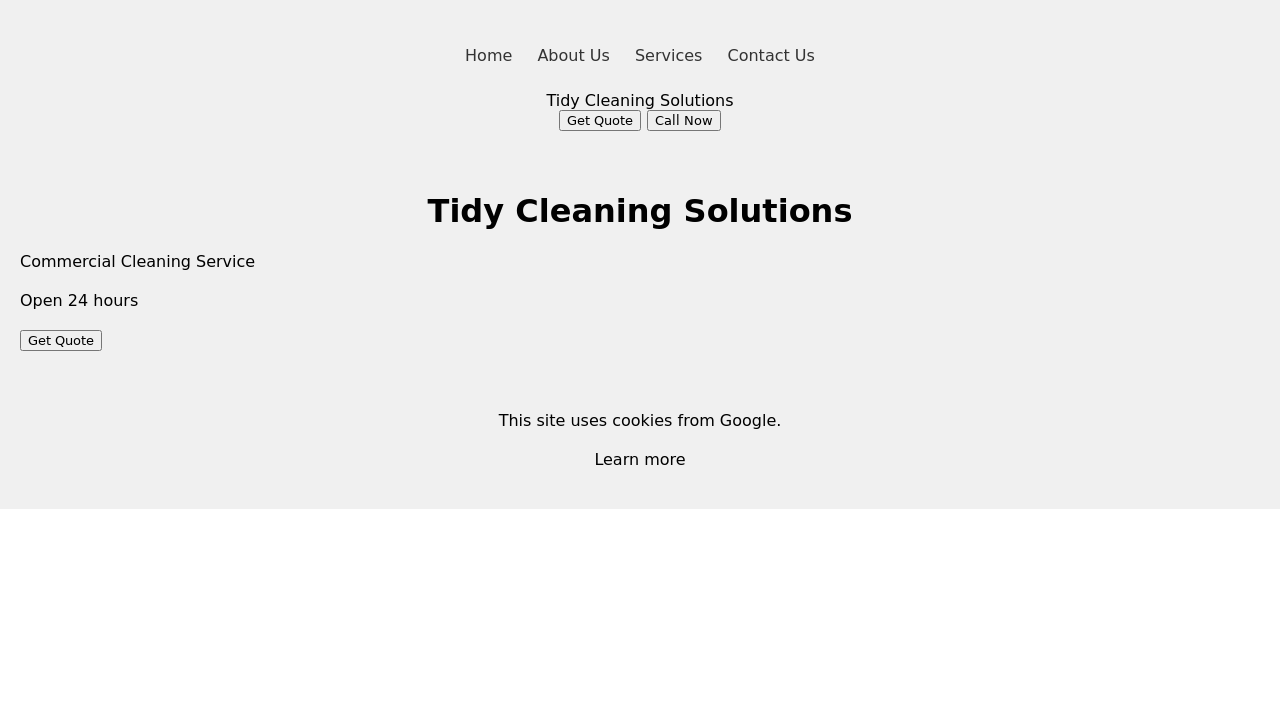 Home About Us Services Contact Us
Tidy Cleaning Solutions
Get Quote Call Now
Tidy Cleaning Solutions
Commercial Cleaning Service
Open 24 hours
Get Quote
This site uses cookies from Google.
Learn more